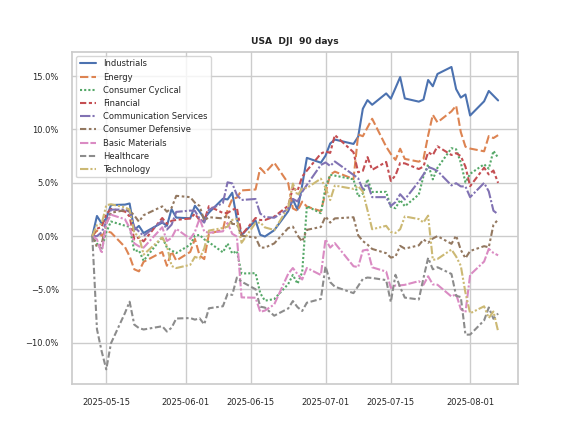 USA  DJI  90 days
15.0%
10.0%
5.0%
0.0%
−5.0%
−10.0%
Industrials
Energy
Consumer Cyclical
Financial
Communication Services
Consumer Defensive
Basic Materials
Healthcare
Technology
2025-05-15
2025-06-01
2025-06-15
2025-07-01
2025-07-15
2025-08-01